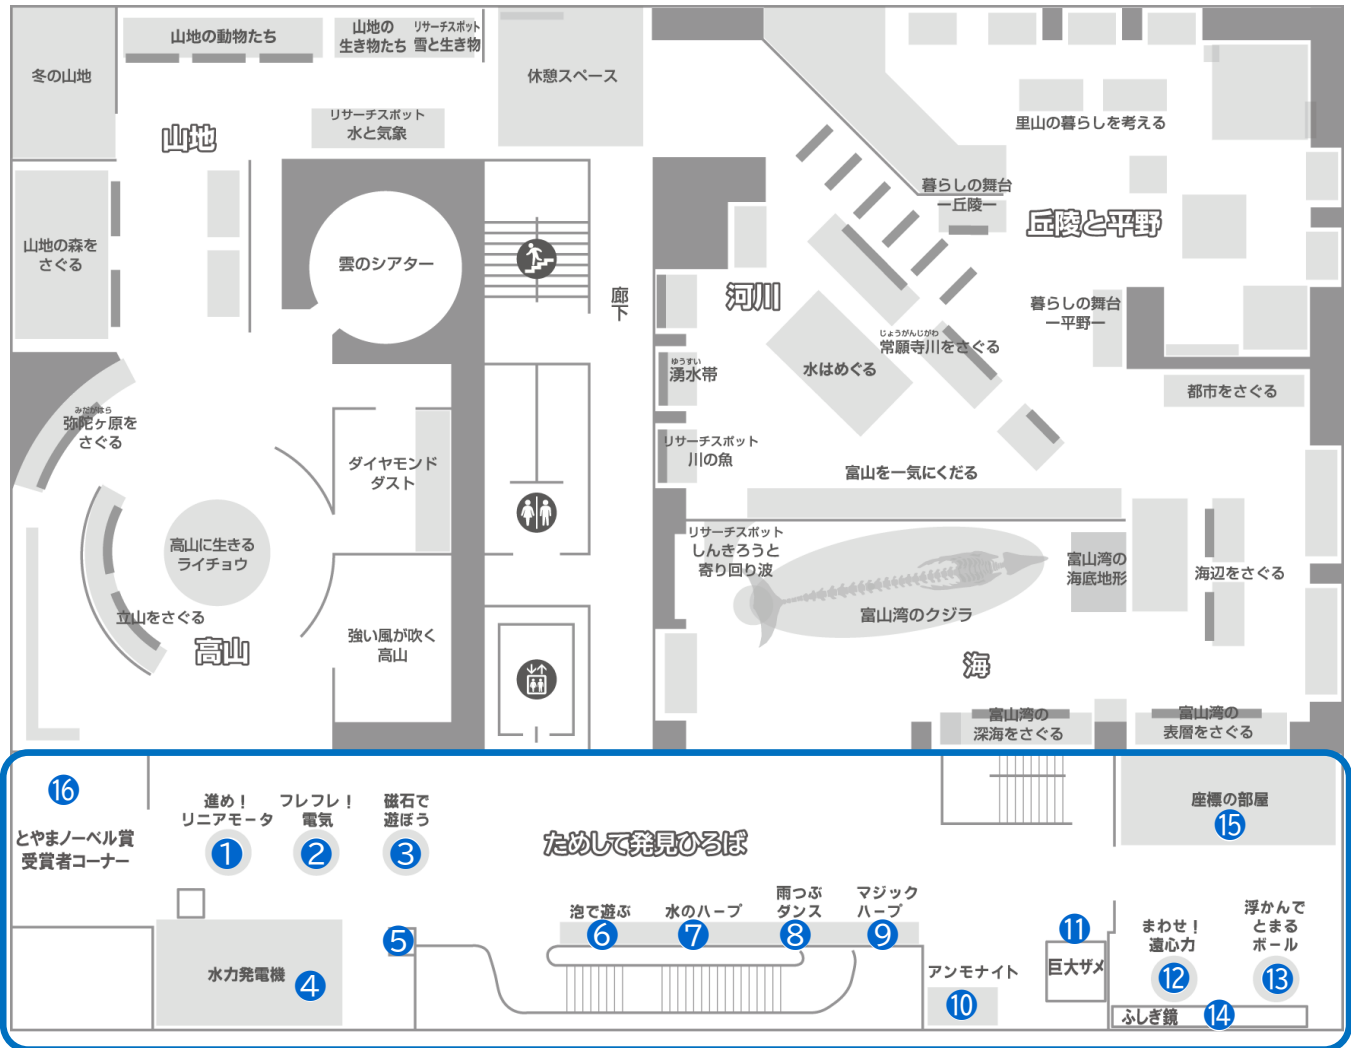 山地の動物たち
山地の
生き物たち
リサーチスポット
雪と生き物
冬の山地
休憩スペース
リサーチスポット
水と気象
山地
里山の暮らしを考える
暮らしの舞台
ー丘陵ー
丘陵と平野
山地の森を
さぐる
雲のシアター
廊下
河川
暮らしの舞台
ー平野ー
じょうがんじがわ
常願寺川をさぐる
水はめぐる
ゆうすい
湧水帯
都市をさぐる
みだがはら
弥陀ヶ原を
さぐる
リサーチスポット
川の魚
ダイヤモンド
ダスト
富山を一気にくだる
高山に生きる
ライチョウ
リサーチスポット
しんきろうと
寄り回り波
富山湾の
海底地形
海辺をさぐる
立山をさぐる
富山湾のクジラ
高山
強い風が吹く
高山
海
富山湾の
深海をさぐる
富山湾の
表層をさぐる
16
とやまノーベル賞
受賞者コーナー
進め！
リニアモータ
1
フレフレ！
電気
2
磁石で
遊ぼう
3
ためして発見ひろば
座標の部屋
15
水力発電機
4
5
泡で遊ぶ
6
水のハープ
7
雨つぶ
ダンス
8
マジック
ハープ
9
アンモナイト
10
11
巨大ザメ
まわせ！
遠心力
12
浮かんで
とまる
ボール
13
ふしぎ鏡
14